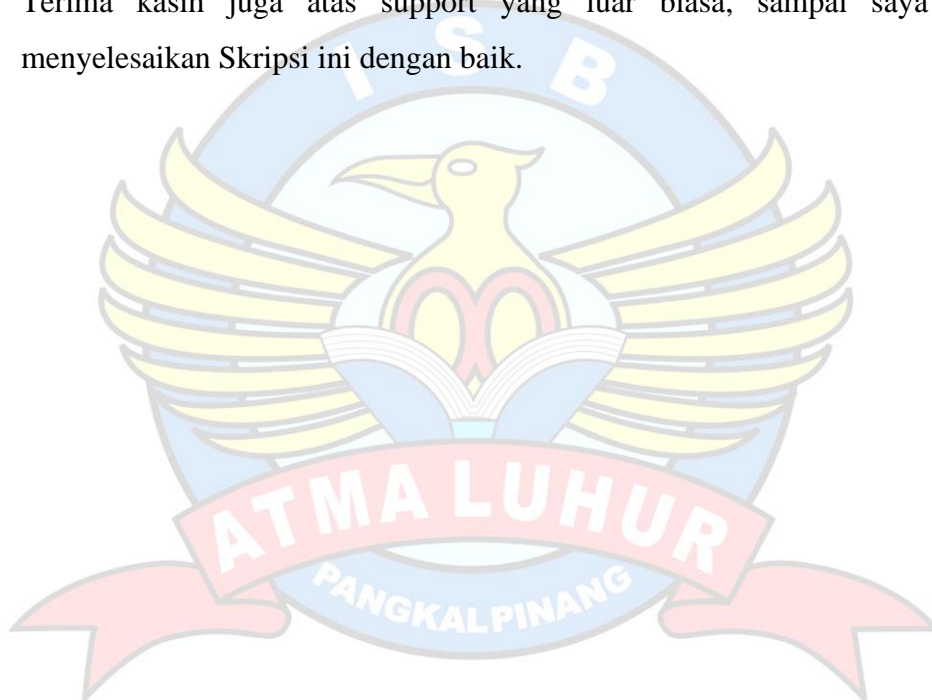 Terima kasih juga atas support yang luar biasa, sampai saya
menyelesaikan Skripsi ini dengan baik.
I S B
ATMA LUHUR
PANGKALPINANG